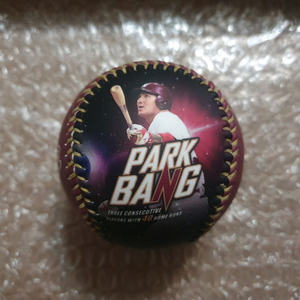 PARK
BANG
THREE CONSECUTIVE
SEASONS WITH 40 HOME RUNS